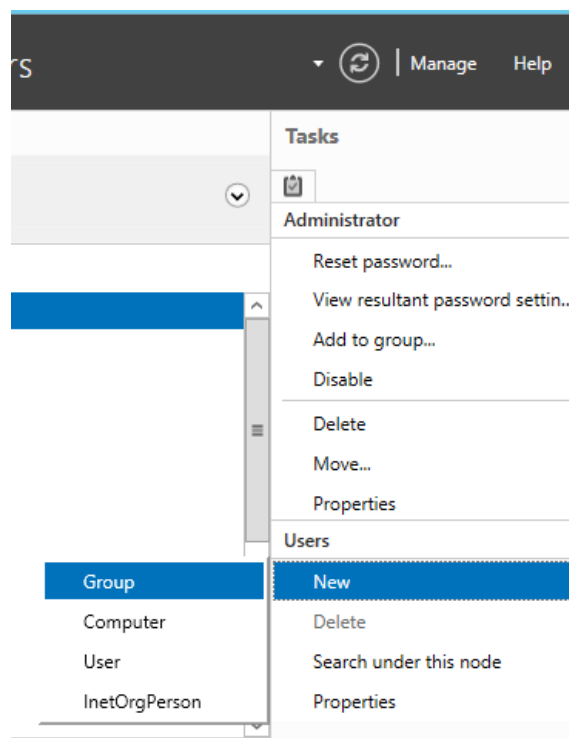 rs
Manage Help
Tasks
Administrator
Reset password...
View resultant password settin...
Add to group...
Disable
Delete
Move...
Properties
Users
Group
New
Computer
Delete
User
Search under this node
InetOrgPerson
Properties